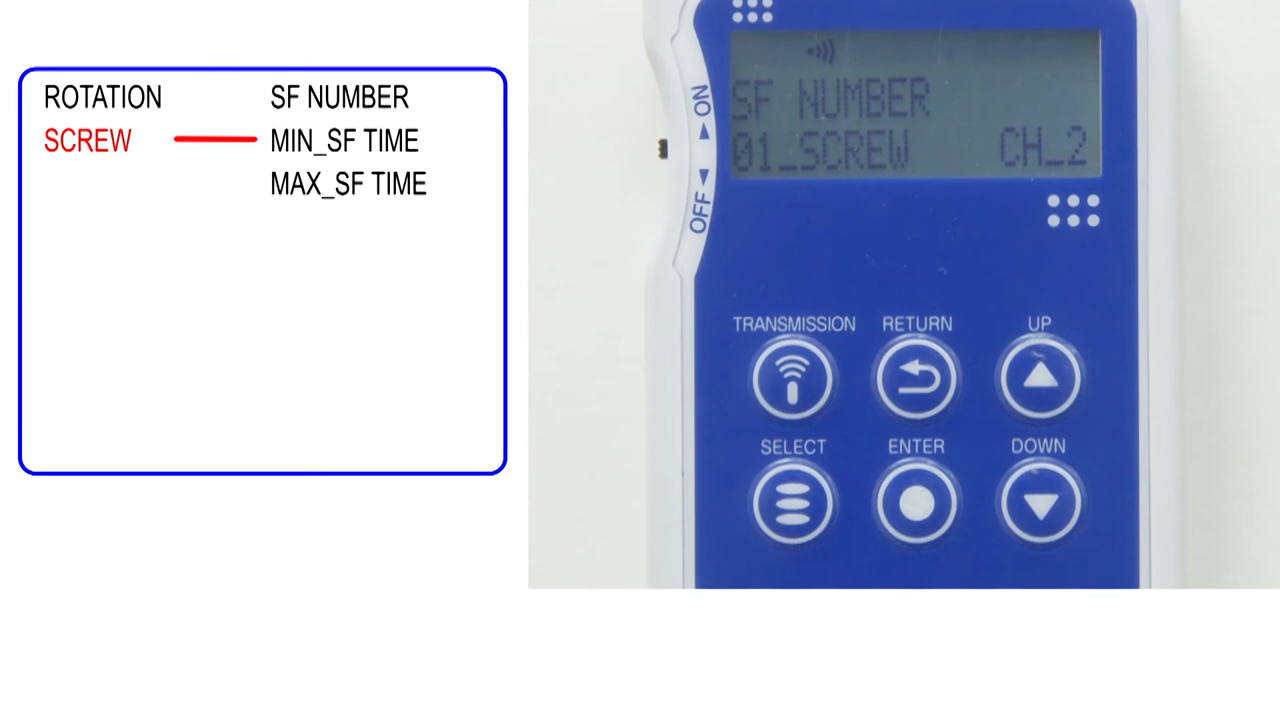 ROTATION SF NUMBER
SCREW MIN_SF TIME
MAX_SF TIME
ON
OFF
SF NUMBER
01_SCREW CH_2
TRANSMISSION RETURN UP
SELECT ENTER DOWN